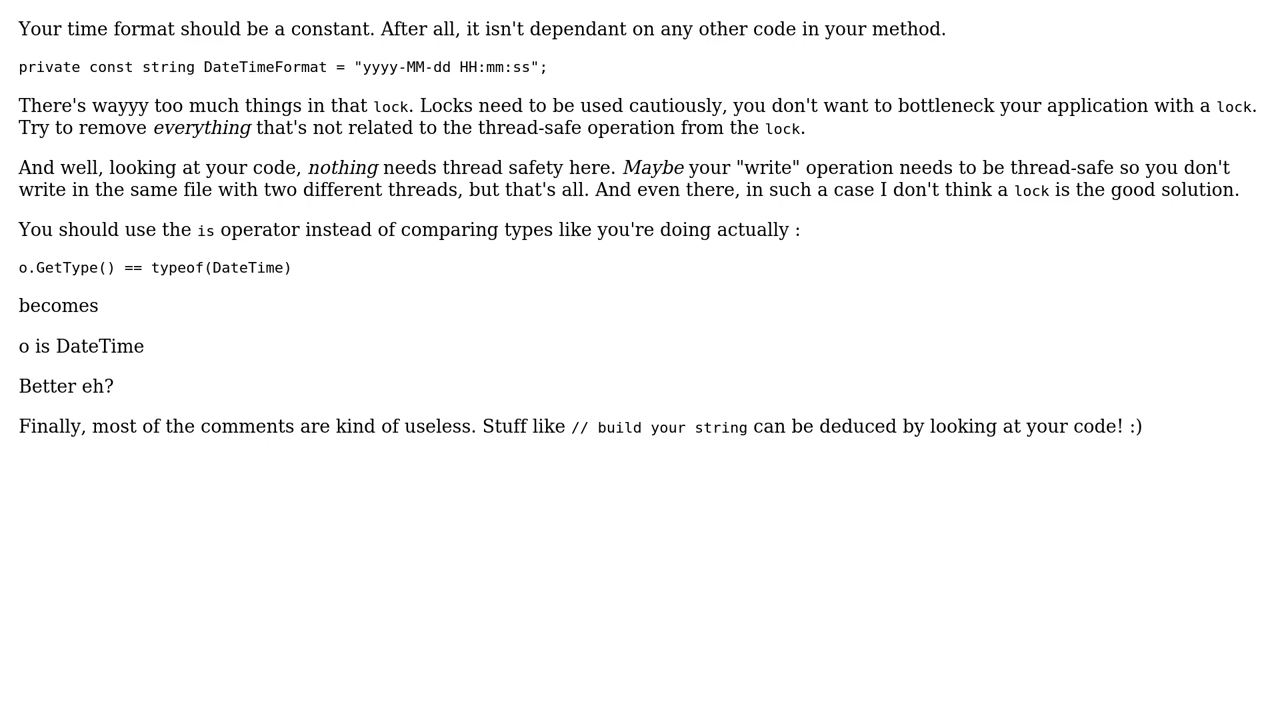 Your time format should be a constant. After all, it isn't dependant on any other code in your method.
private const string DateTimeFormat = "yyyy-MM-dd HH:mm:ss";
There's wayyy too much things in that lock. Locks need to be used cautiously, you don't want to bottleneck your application with a lock.
Try to remove everything that's not related to the thread-safe operation from the lock.
And well, looking at your code, nothing needs thread safety here. Maybe your "write" operation needs to be thread-safe so you don't
write in the same file with two different threads, but that's all. And even there, in such a case I don't think a lock is the good solution.
You should use the is operator instead of comparing types like you're doing actually :
o.GetType() == typeof(DateTime)
becomes
o is DateTime
Better eh?
Finally, most of the comments are kind of useless. Stuff like // build your string can be deduced by looking at your code! :)